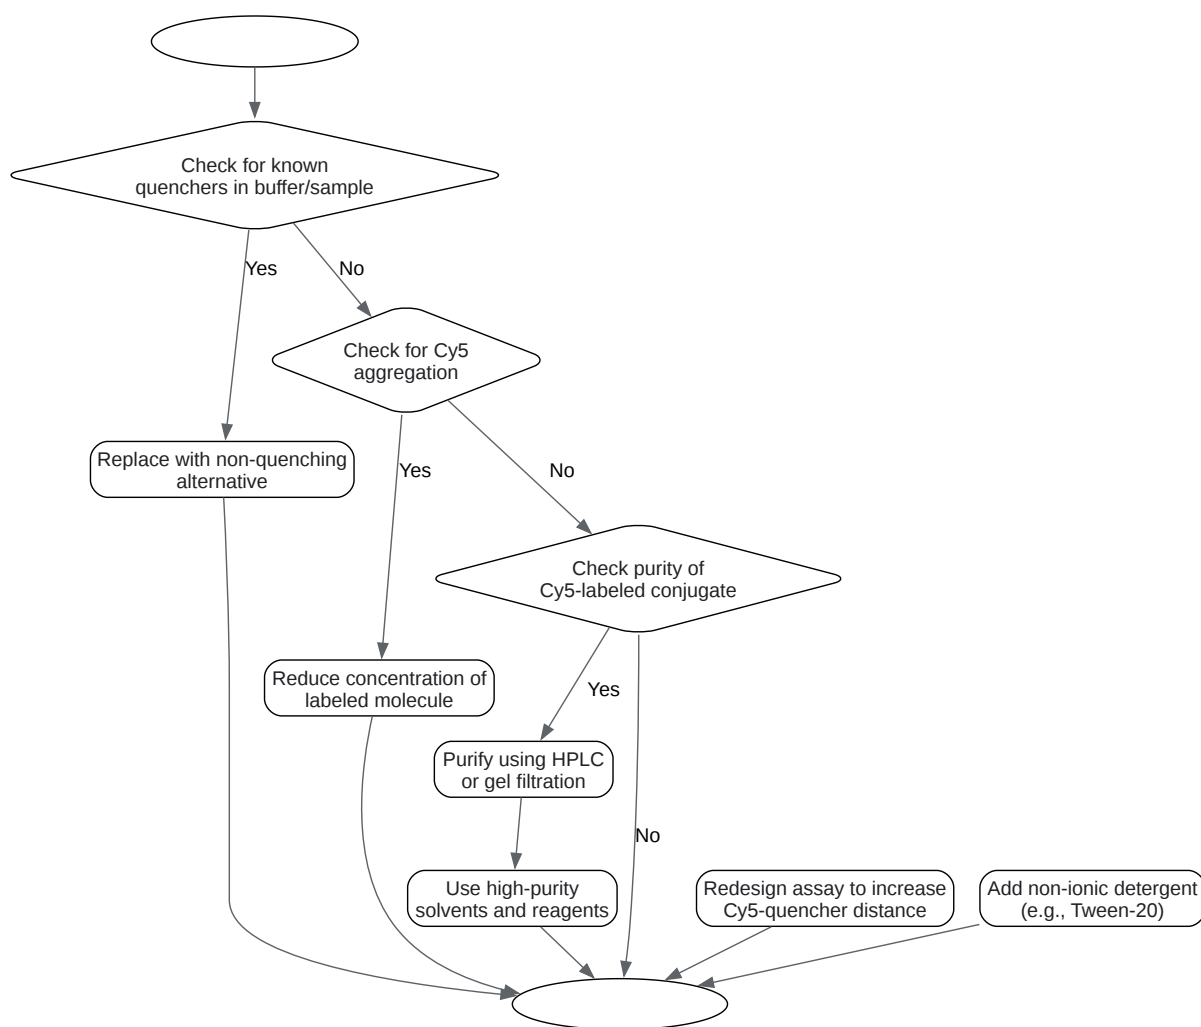 Check for known
quenchers in buffer/sample
Yes
No
Check for Cy5
aggregation
Replace with non-quenching
alternative
Yes
No
Check purity of
Cy5-labeled conjugate
Reduce concentration of
labeled molecule
Yes
Purify using HPLC
or gel filtration
No
Use high-purity
solvents and reagents
Redesign assay to increase
Cy5-quencher distance
Add non-ionic detergent
(e.g., Tween-20)